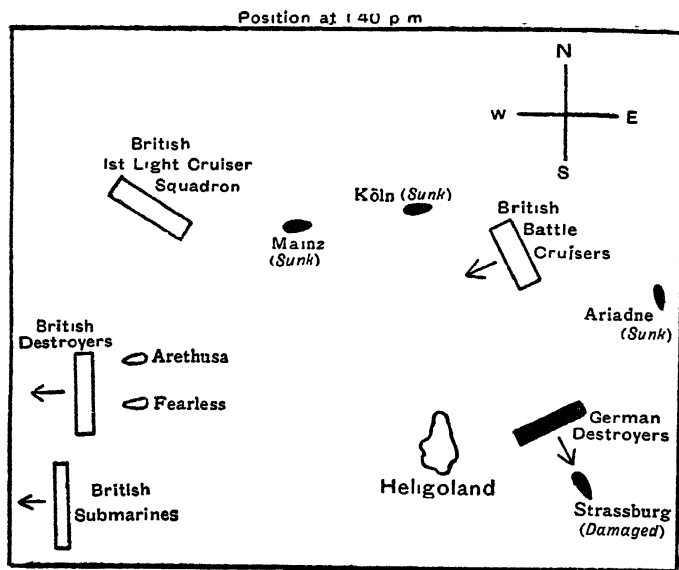 Position at 1 40 p m
N
W E
S
British
1st Light Cruiser
Squadron
Köln (Sunk)
Mainz
(Sunk)
British
Battle
Cruisers
Ariadne
(Sunk)
British
Destroyers
Arethusa
Fearless
German
Destroyers
Heligoland
British
Submarines
Strassburg
(Damaged)